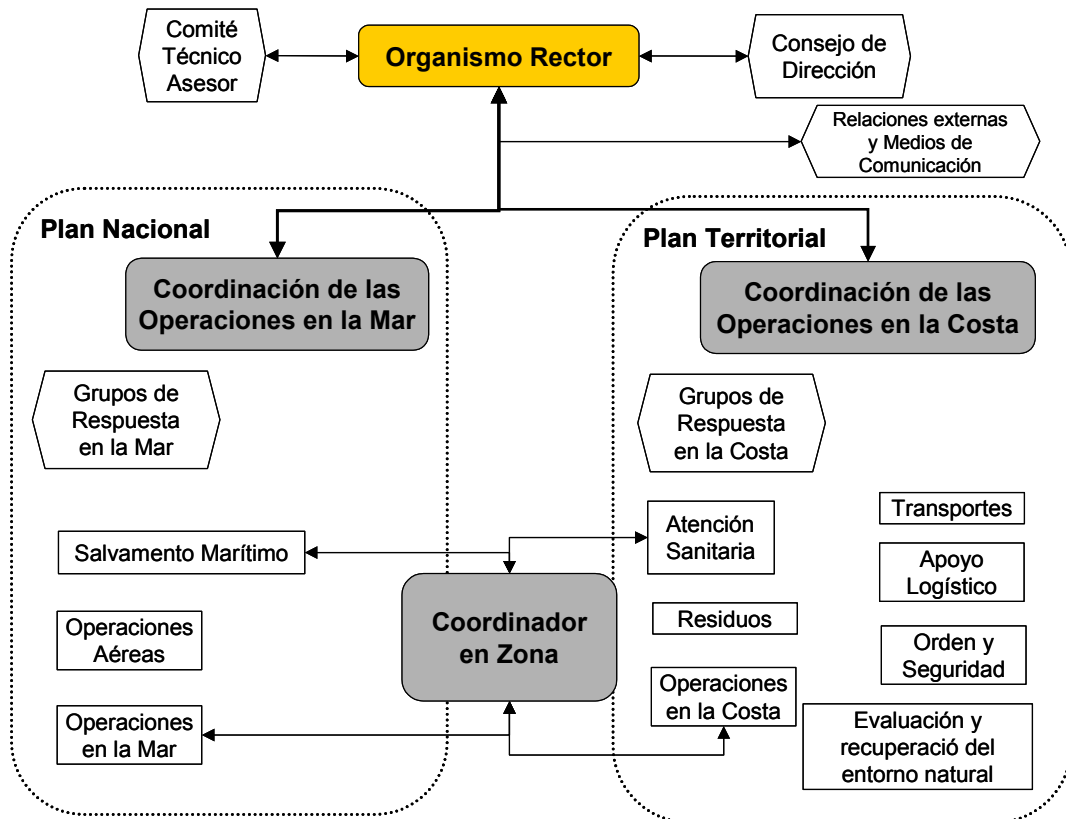 Comité
Técnico
Asesor
Organismo Rector
Consejo de
Dirección
Relaciones externas
y Medios de
Comunicación
Plan Nacional
Coordinación de las
Operaciones en la Mar
Grupos de
Respuesta
en la Mar
Salvamento Marítimo
Operaciones
Aéreas
Operaciones
en la Mar
Coordinador
en Zona
Plan Territorial
Coordinación de las
Operaciones en la Costa
Grupos de
Respuesta
en la Costa
Atención
Sanitaria
Residuos
Operaciones
en la Costa
Transportes
Apoyo
Logístico
Orden y
Seguridad
Evaluación y
recuperació del
entorno natural